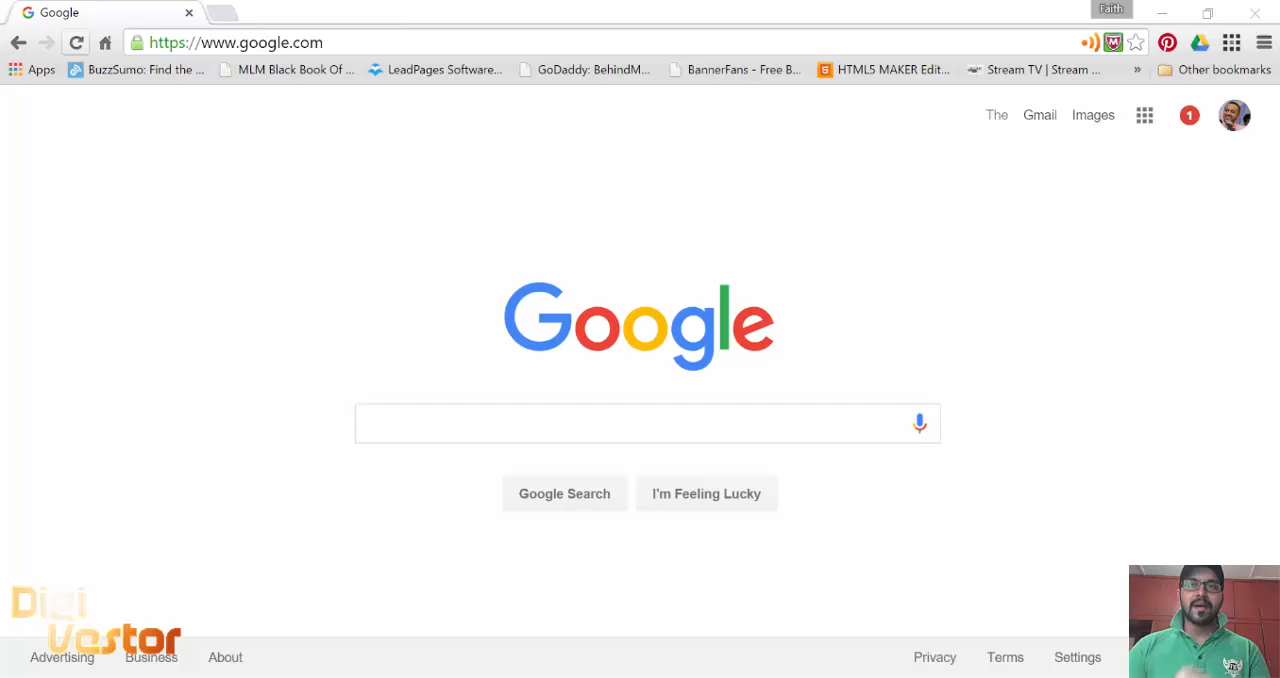 Google
Faith
https://www.google.com
Apps
BuzzSumo: Find the ...
MLM Black Book Of ...
LeadPages Software...
GoDaddy: BehindM...
BannerFans - Free B...
HTML5 MAKER Edit...
Stream TV | Stream ...
»
Other bookmarks
The
Gmail
Images
1
Google
Google Search
I'm Feeling Lucky
Digi
Vestor
Advertising
Business
About
Privacy
Terms
Settings